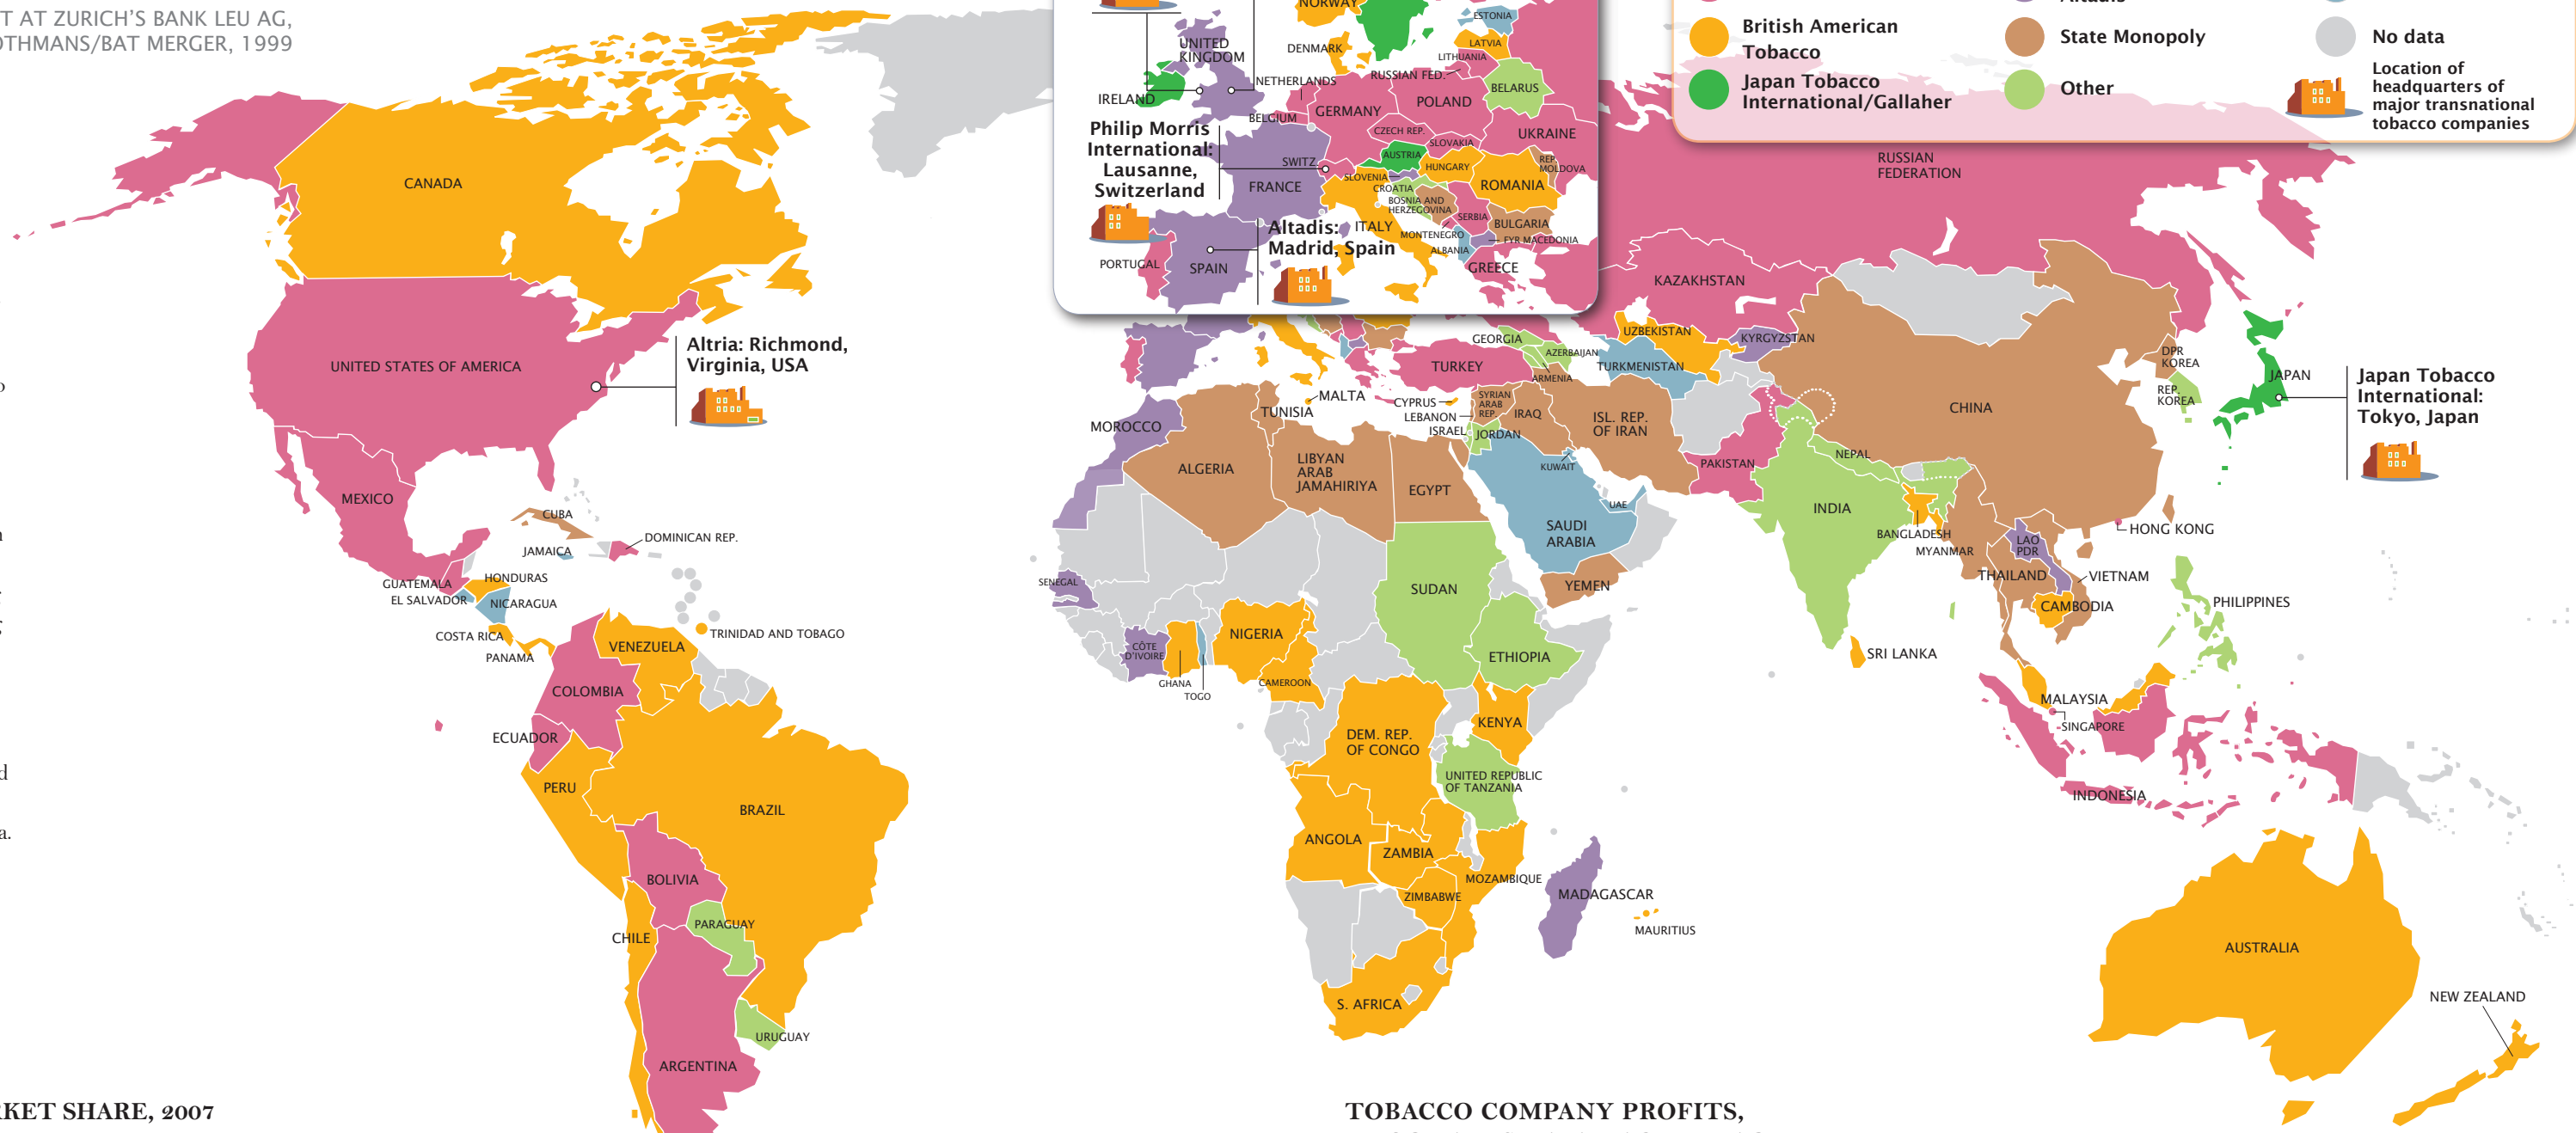 T AT ZURICH'S BANK LEU AG,
OTHMANS/BAT MERGER, 1999
British American
Tobacco
Japan Tobacco
International/Gallaher
State Monopoly
Other
No data
Location of
headquarters of
major transnational
tobacco companies
NORWAY
ESTONIA
LATVIA
LITHUANIA
DENMARK
UNITED
KINGDOM
NETHERLANDS
RUSSIAN FED.
BELARUS
IRELAND
GERMANY
POLAND
BELGIUM
UKRAINE
CZECH REP.
SLOVAKIA
Philip Morris
International:
Lausanne,
Switzerland
SWITZ.
AUSTRIA
HUNGARY
REP.
MOLDOVA
SLOVENIA
CROATIA
ROMANIA
FRANCE
BOSNIA AND
HERZEGOVINA
SERBIA
BULGARIA
Altadis:
Madrid, Spain
ITALY
MONTENEGRO
FYR MACEDONIA
ALBANIA
PORTUGAL
SPAIN
GREECE
RUSSIAN
FEDERATION
CANADA
UNITED STATES OF AMERICA
Altria: Richmond,
Virginia, USA
MEXICO
CUBA
JAMAICA
DOMINICAN REP.
GUATEMALA
HONDURAS
EL SALVADOR
NICARAGUA
COSTA RICA
PANAMA
TRINIDAD AND TOBAGO
VENEZUELA
COLOMBIA
ECUADOR
PERU
BRAZIL
BOLIVIA
PARAGUAY
CHILE
URUGUAY
ARGENTINA
KAZAKHSTAN
UZBEKISTAN
KYRGYZSTAN
GEORGIA
AZERBAIJAN
TURKMENISTAN
ARMENIA
TURKEY
MALTA
CYPRUS
LEBANON
ISRAEL
SYRIAN
ARAB
REP.
IRAQ
JORDAN
ISL. REP.
OF IRAN
TUNISIA
MOROCCO
ALGERIA
LIBYAN
ARAB
JAMAHIRIYA
EGYPT
KUWAIT
SAUDI
ARABIA
UAE
YEMEN
PAKISTAN
NEPAL
INDIA
BANGLADESH
MYANMAR
CHINA
DPR
KOREA
REP.
KOREA
JAPAN
Japan Tobacco
International:
Tokyo, Japan
HONG KONG
LAO
PDR
THAILAND
VIETNAM
CAMBODIA
PHILIPPINES
SRI LANKA
MALAYSIA
SINGAPORE
INDONESIA
SENEGAL
CÔTE
D'IVOIRE
GHANA
TOGO
NIGERIA
CAMEROON
SUDAN
ETHIOPIA
KENYA
DEM. REP.
OF CONGO
UNITED REPUBLIC
OF TANZANIA
ANGOLA
ZAMBIA
MOZAMBIQUE
ZIMBABWE
MADAGASCAR
MAURITIUS
S. AFRICA
AUSTRALIA
NEW ZEALAND
a.
RKET SHARE, 2007
TOBACCO COMPANY PROFITS,